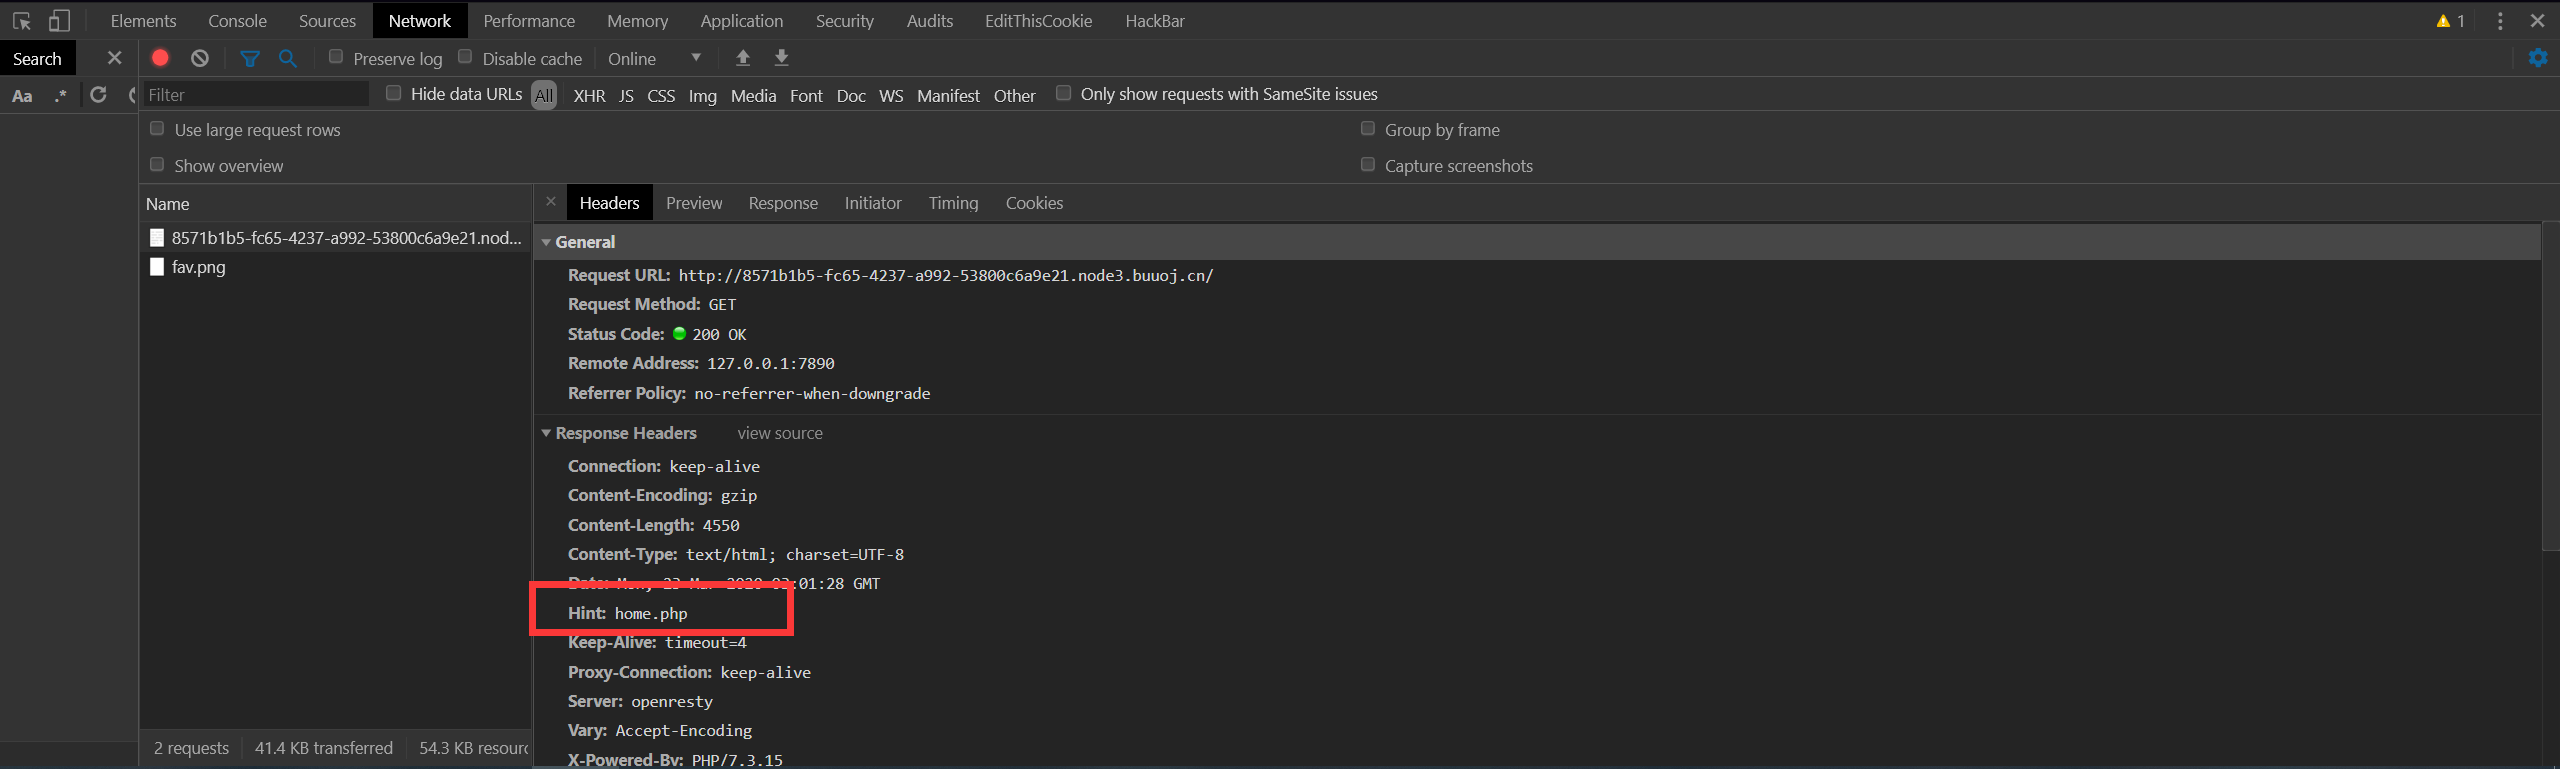 Elements Console Sources Network Performance Memory Application Security Audits EditThisCookie HackBar 1
Search Preserve log Disable cache Online
Aa .* Filter Hide data URLs All XHR JS CSS Img Media Font Doc WS Manifest Other Only show requests with SameSite issues
Use large request rows Group by frame
Show overview Capture screenshots
Name Headers Preview Response Initiator Timing Cookies
8571b1b5-fc65-4237-a992-53800c6a9e21.nod...
fav.png
General
Request URL: http://8571b1b5-fc65-4237-a992-53800c6a9e21.node3.buuoj.cn/
Request Method: GET
Status Code: 200 OK
Remote Address: 127.0.0.1:7890
Referrer Policy: no-referrer-when-downgrade
Response Headers view source
Connection: keep-alive
Content-Encoding: gzip
Content-Length: 4550
Content-Type: text/html; charset=UTF-8
Date: Mon, 23 Mar 2020 :01:28 GMT
Hint: home.php
Keep-Alive: timeout=4
Proxy-Connection: keep-alive
Server: openresty
Vary: Accept-Encoding
X-Powered-By: PHP/7.3.15
2 requests 41.4 KB transferred 54.3 KB resourc